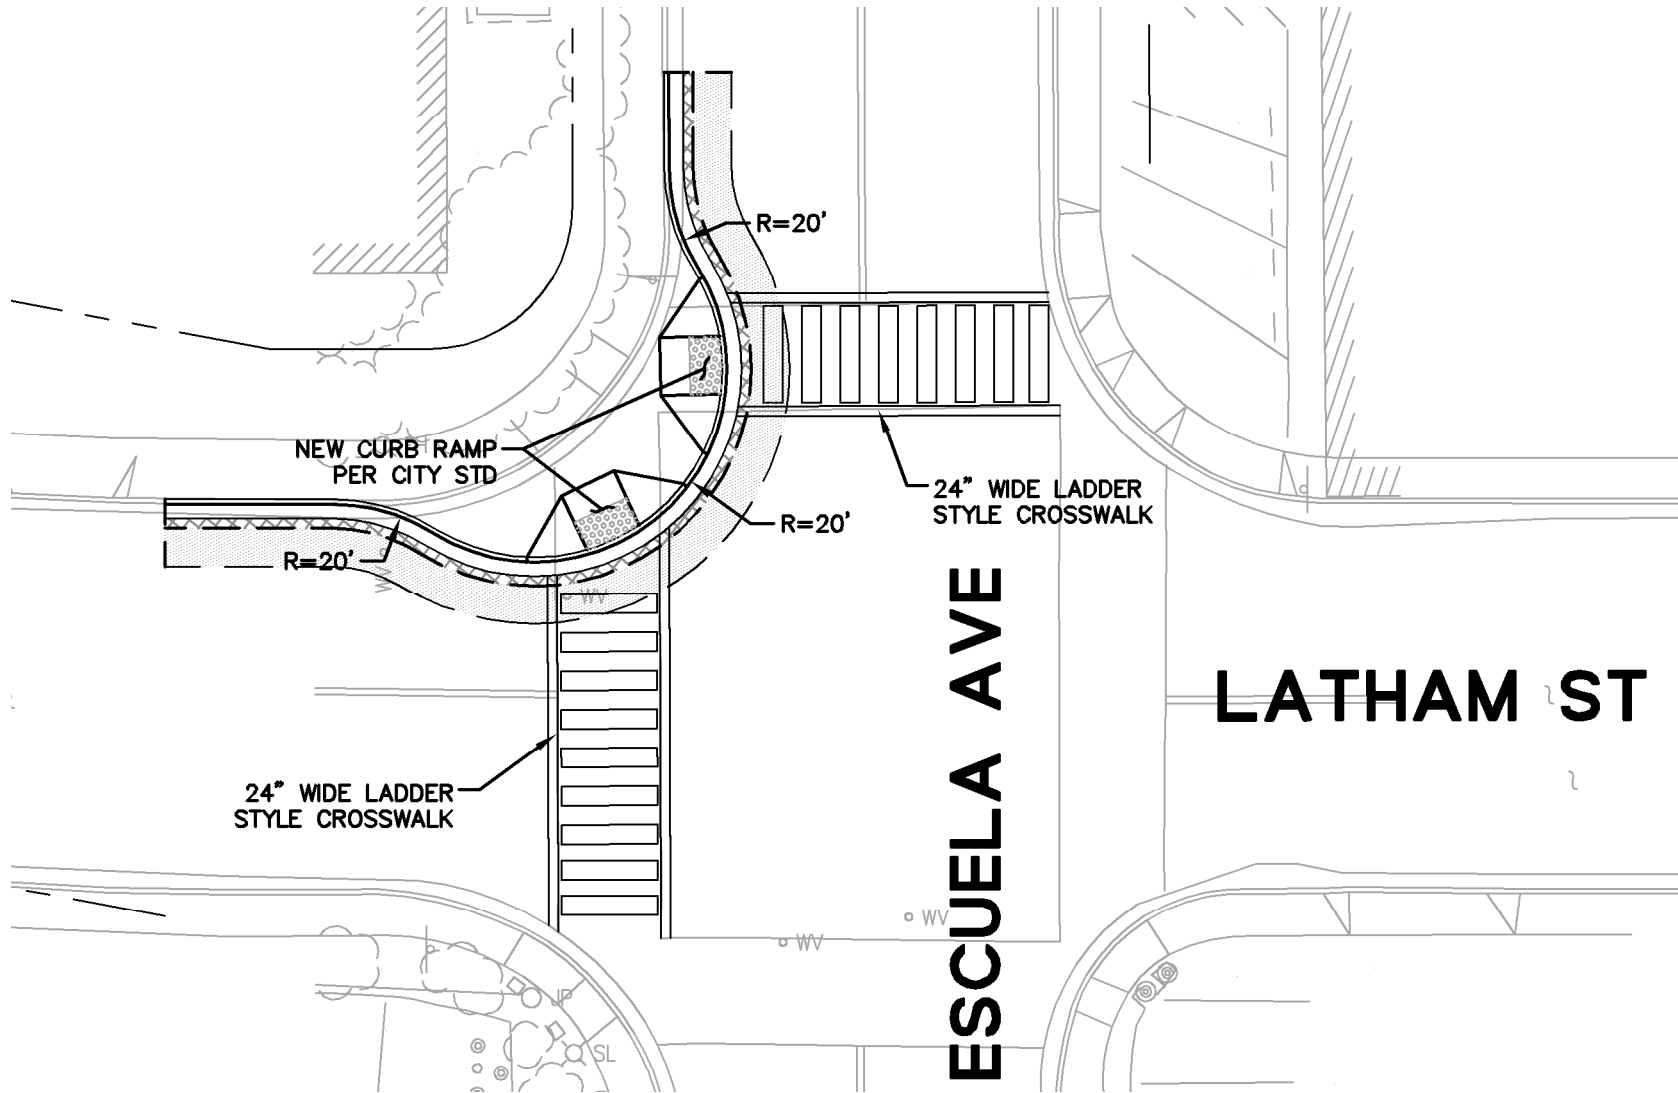 R=20'
NEW CURB RAMP
PER CITY STD
24" WIDE LADDER
STYLE CROSSWALK
R=20'
R=20'
WV
WV
ESCUELA AVE
LATHAM ST
24" WIDE LADDER
STYLE CROSSWALK
WV
WV
JP
SL